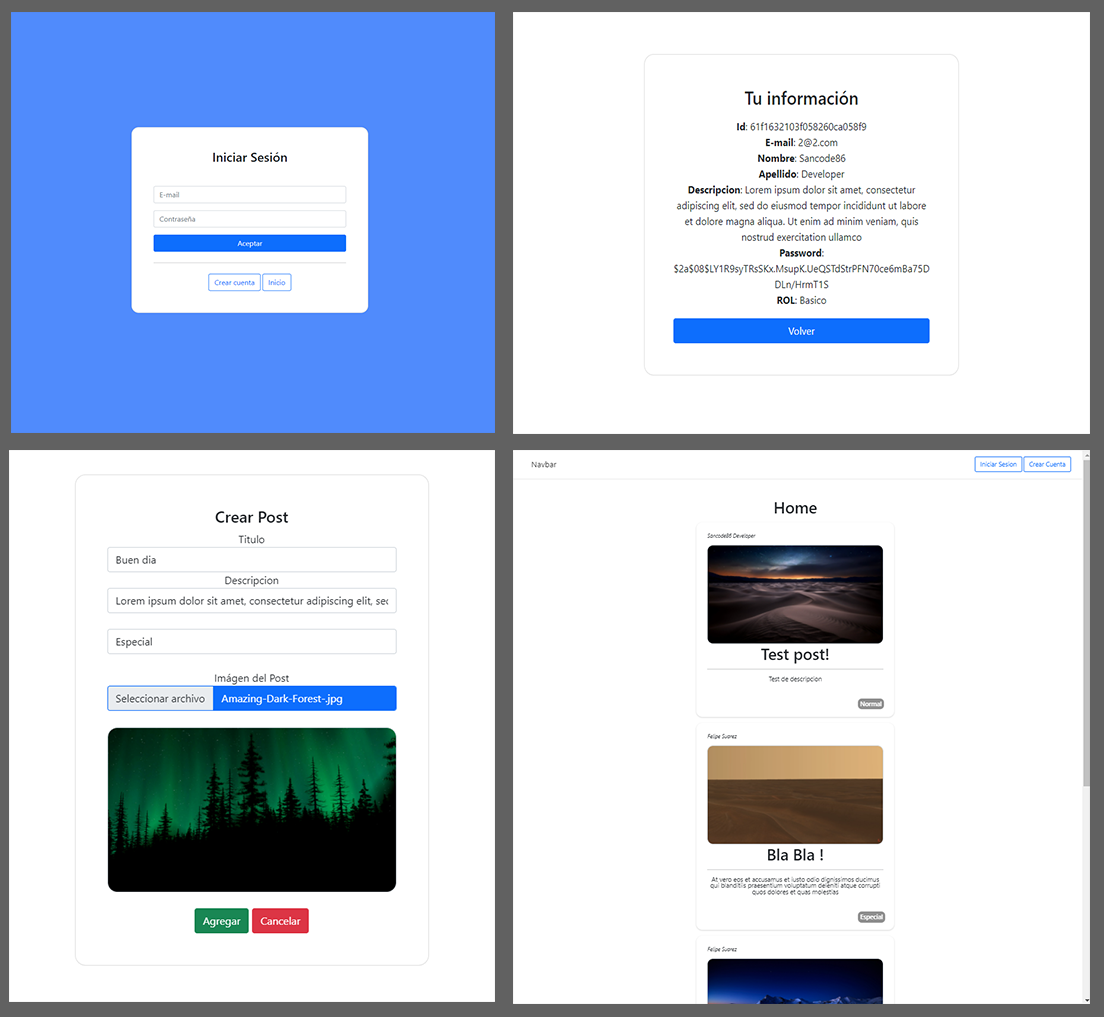 Iniciar Sesión
E-mail
Contraseña
Aceptar
Crear cuenta
Inicio
Tu información
Id: 61f1632103f058260ca058f9
E-mail: 2@2.com
Nombre: Sancode86
Apellido: Developer
Descripcion: Lorem ipsum dolor sit amet, consectetur
adipiscing elit, sed do eiusmod tempor incididunt ut labore
et dolore magna aliqua. Ut enim ad minim veniam, quis
nostrud exercitation ullamco
Password:
$2a$08$LY1R9syTRsSKx.MsupK.UeQSTdStrPFN70ce6mBa75D
DLn/HrmT1S
ROL: Basico
Volver
Crear Post
Titulo
Buen dia
Descripcion
Lorem ipsum dolor sit amet, consectetur adipiscing elit, sec
Especial
Imágen del Post
Seleccionar archivo
Amazing-Dark-Forest-.jpg
Agregar
Cancelar
Navbar
Iniciar Sesion
Crear Cuenta
Home
Sancode86 Developer
Test post!
Test de descripcion
Normal
Felipe Suarez
Bla Bla !
At vero eos et accusamus et iusto odio dignissimos ducimus
qui blanditiis praesentium voluptatum deleniti atque corrupti
quos dolores et quas molestias
Especial
Felipe Suarez